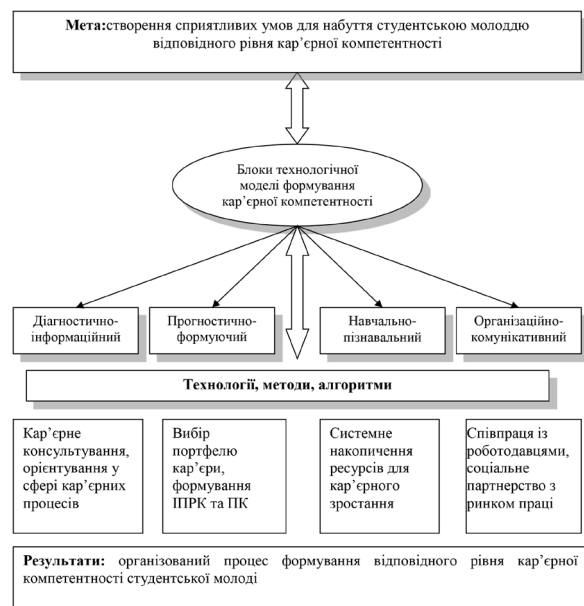 Мета:створення сприятливих умов для набуття студентською молоддю
відповідного рівня кар’єрної компетентності
Блоки технологічної
моделі формування
кар’єрної компетентності
Діагностично-
інформаційний
Прогностично-
формуючий
Навчально-
пізнавальний
Організаційно-
комунікативний
Технології, методи, алгоритми
Кар’єрне
консультування,
орієнтування у
сфері кар’єрних
процесів
Вибір
портфелю
кар’єри,
формування
ІПРК та ПК
Системне
накопичення
ресурсів для
кар’єрного
зростання
Співпраця із
роботодавцями,
соціальне
партнерство з
ринком праці
Результати: організований процес формування відповідного рівня кар’єрної
компетентності студентської молоді